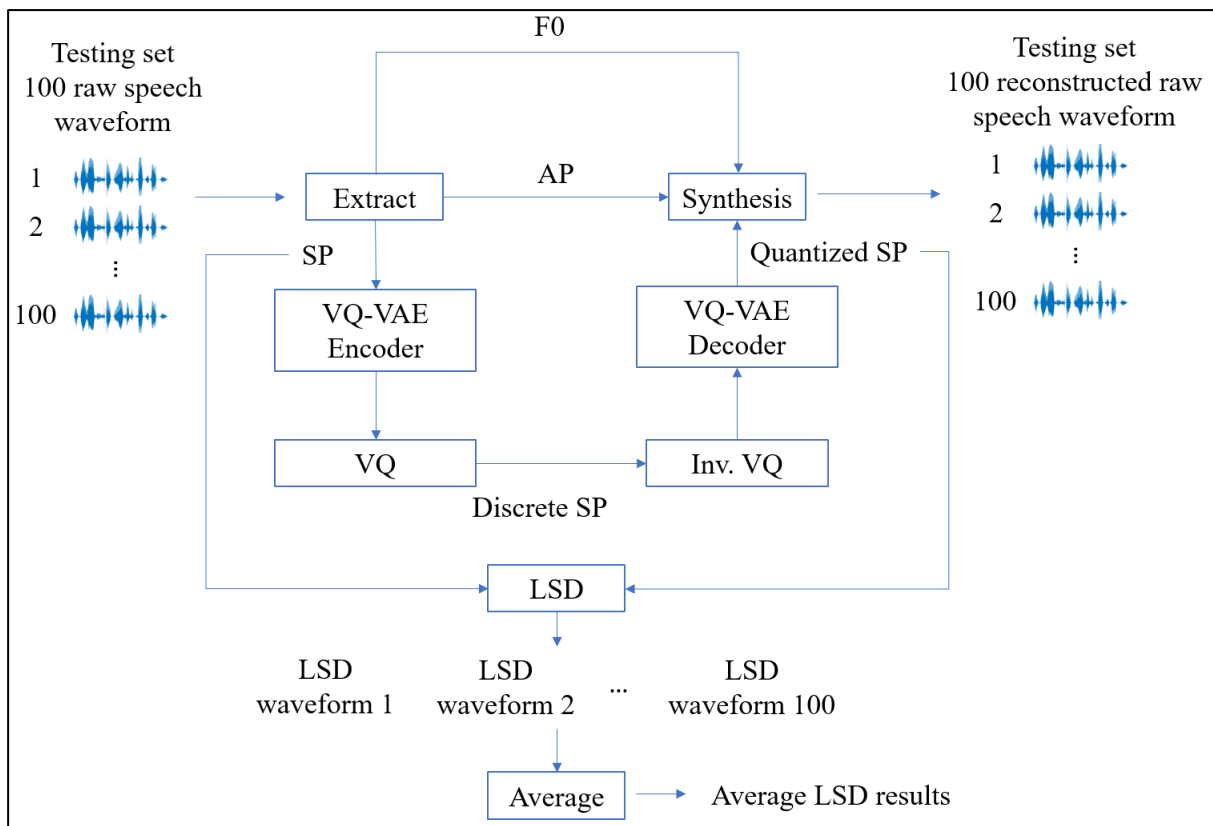 F0
Testing set
100 raw speech
waveform
1
2
...
100
Extract
AP
Synthesis
Testing set
100 reconstructed raw
speech waveform
1
2
...
100
SP
Quantized SP
VQ-VAE
Encoder
VQ-VAE
Decoder
VQ
Inv. VQ
Discrete SP
LSD
LSD
waveform 1
LSD
waveform 2
...
LSD
waveform 100
Average
Average LSD results